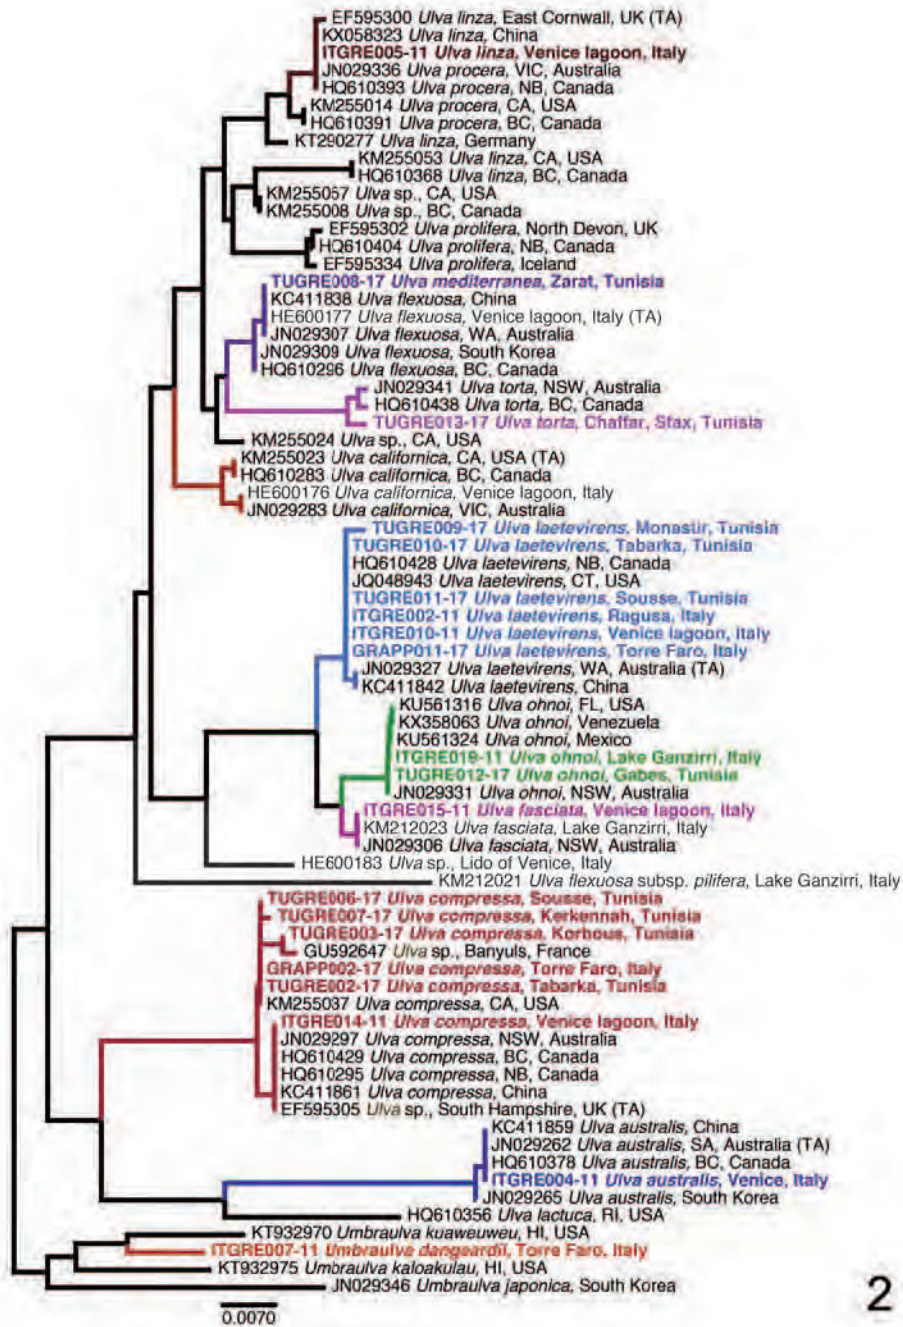 EF595300 Ulva linza, East Cornwall, UK (TA)
KX058323 Ulva linza, China
ITGRE005-11 Ulva linza, Venice lagoon, Italy
JN029336 Ulva procera, VIC, Australia
HQ610393 Ulva procera, NB, Canada
KM255014 Ulva procera, CA, USA
HQ610391 Ulva procera, BC, Canada
KT290277 Ulva linza, Germany
KM255053 Ulva linza, CA, USA
HQ610368 Ulva linza, BC, Canada
KM255057 Ulva sp., CA, USA
KM255008 Ulva sp., BC, Canada
EF595302 Ulva prolifera, North Devon, UK
HQ610404 Ulva prolifera, NB, Canada
EF595334 Ulva prolifera, Iceland
TUGRE008-17 Ulva mediterranea, Zarat, Tunisia
KC411838 Ulva flexuosa, China
HE600177 Ulva flexuosa, Venice lagoon, Italy (TA)
JN029307 Ulva flexuosa, WA, Australia
JN029309 Ulva flexuosa, South Korea
HQ610296 Ulva flexuosa, BC, Canada
JN029341 Ulva torta, NSW, Australia
HQ610438 Ulva torta, BC, Canada
TUGRE013-17 Ulva torta, Chaffar, Sfax, Tunisia
KM255024 Ulva sp., CA, USA
KM255023 Ulva californica, CA, USA (TA)
HQ610283 Ulva californica, BC, Canada
HE600176 Ulva californica, Venice lagoon, Italy
JN029283 Ulva californica, VIC, Australia
TUGRE009-17 Ulva laetevirens, Monastir, Tunisia
TUGRE010-17 Ulva laetevirens, Tabarka, Tunisia
HQ610428 Ulva laetevirens, NB, Canada
JQ048943 Ulva laetevirens, CT, USA
TUGRE011-17 Ulva laetevirens, Sousse, Tunisia
ITGRE002-11 Ulva laetevirens, Ragusa, Italy
ITGRE010-11 Ulva laetevirens, Venice lagoon, Italy
GRAPP011-17 Ulva laetevirens, Torre Faro, Italy
JN029327 Ulva laetevirens, WA, Australia (TA)
KC411842 Ulva laetevirens, China
KU561316 Ulva ohnoi, FL, USA
KX358063 Ulva ohnoi, Venezuela
KU561324 Ulva ohnoi, Mexico
ITGRE019-11 Ulva ohnoi, Lake Ganzirri, Italy
TUGRE012-17 Ulva ohnoi, Gabes, Tunisia
JN029331 Ulva ohnoi, NSW, Australia
ITGRE015-11 Ulva fasciata, Venice lagoon, Italy
KM212023 Ulva fasciata, Lake Ganzirri, Italy
JN029306 Ulva fasciata, NSW, Australia
HE600183 Ulva sp., Lido of Venice, Italy
KM212021 Ulva flexuosa subsp. pilifera, Lake Ganzirri, Italy
TUGRE006-17 Ulva compressa, Sousse, Tunisia
TUGRE007-17 Ulva compressa, Kerkennah, Tunisia
TUGRE003-17 Ulva compressa, Korbous, Tunisia
GU592647 Ulva sp., Banyuls, France
GRAPP002-17 Ulva compressa, Torre Faro, Italy
TUGRE002-17 Ulva compressa, Tabarka, Tunisia
KM255037 Ulva compressa, CA, USA
ITGRE014-11 Ulva compressa, Venice lagoon, Italy
JN029297 Ulva compressa, NSW, Australia
HQ610429 Ulva compressa, BC, Canada
HQ610295 Ulva compressa, NB, Canada
KC411861 Ulva compressa, China
EF595305 Ulva sp., South Hampshire, UK (TA)
KC411859 Ulva australis, China
JN029262 Ulva australis, SA, Australia (TA)
HQ610378 Ulva australis, BC, Canada
ITGRE004-11 Ulva australis, Venice, Italy
JN029265 Ulva australis, South Korea
HQ610356 Ulva lactuca, RI, USA
KT932970 Umbraulva kuaweuweu, HI, USA
ITGRE007-11 Umbraulva dangeardii, Torre Faro, Italy
KT932975 Umbraulva kaloakulau, HI, USA
JN029346 Umbraulva japonica, South Korea
0.0070
2